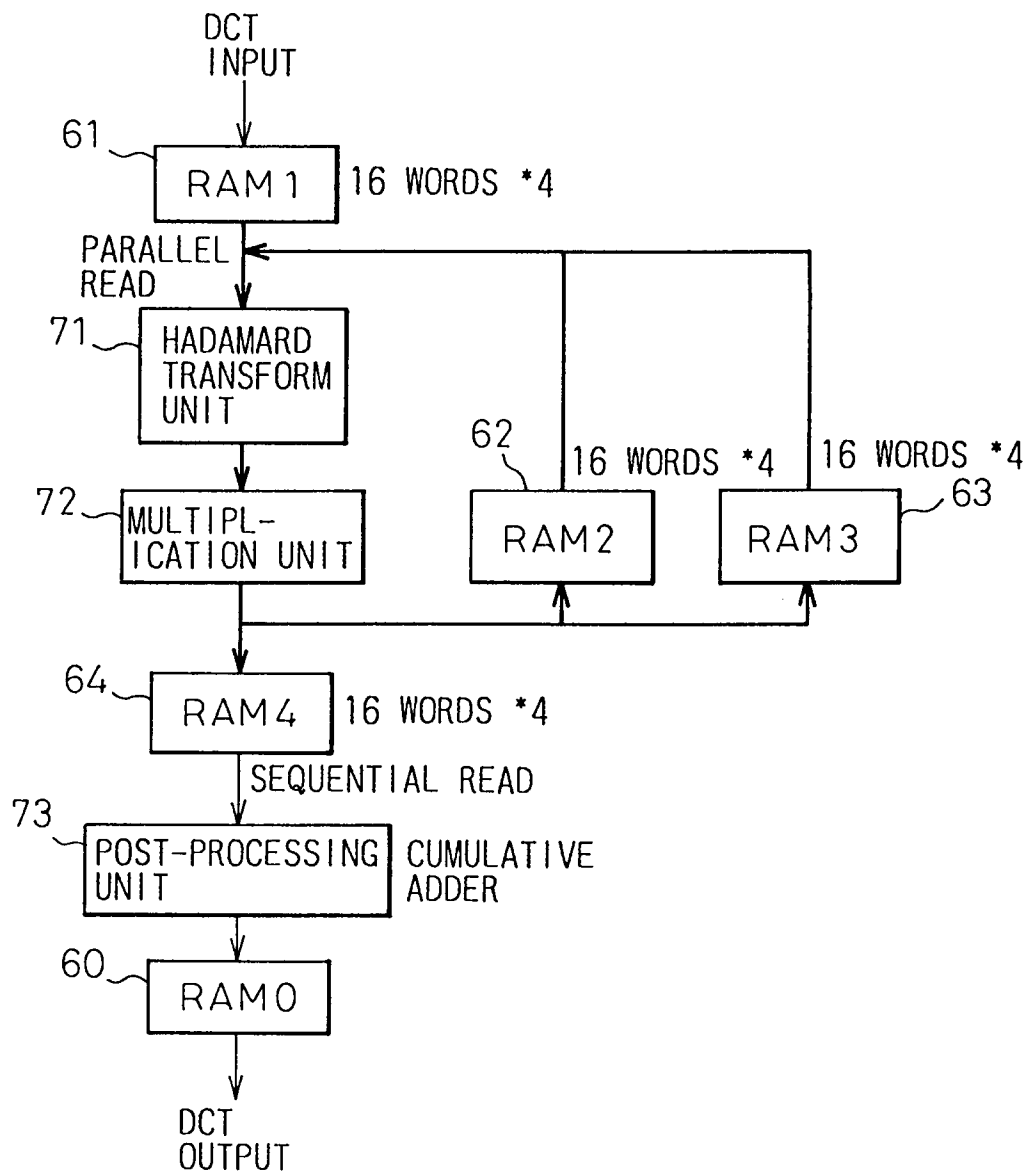 DCT
INPUT
61
RAM1
16 WORDS *4
PARALLEL
READ
71
HADAMARD
TRANSFORM
UNIT
62
16 WORDS *4
16 WORDS *4
63
72
MULTIPL-
ICATION UNIT
RAM2
RAM3
64
RAM4
16 WORDS *4
SEQUENTIAL READ
73
POST-PROCESSING
UNIT
CUMULATIVE
ADDER
60
RAM0
DCT
OUTPUT